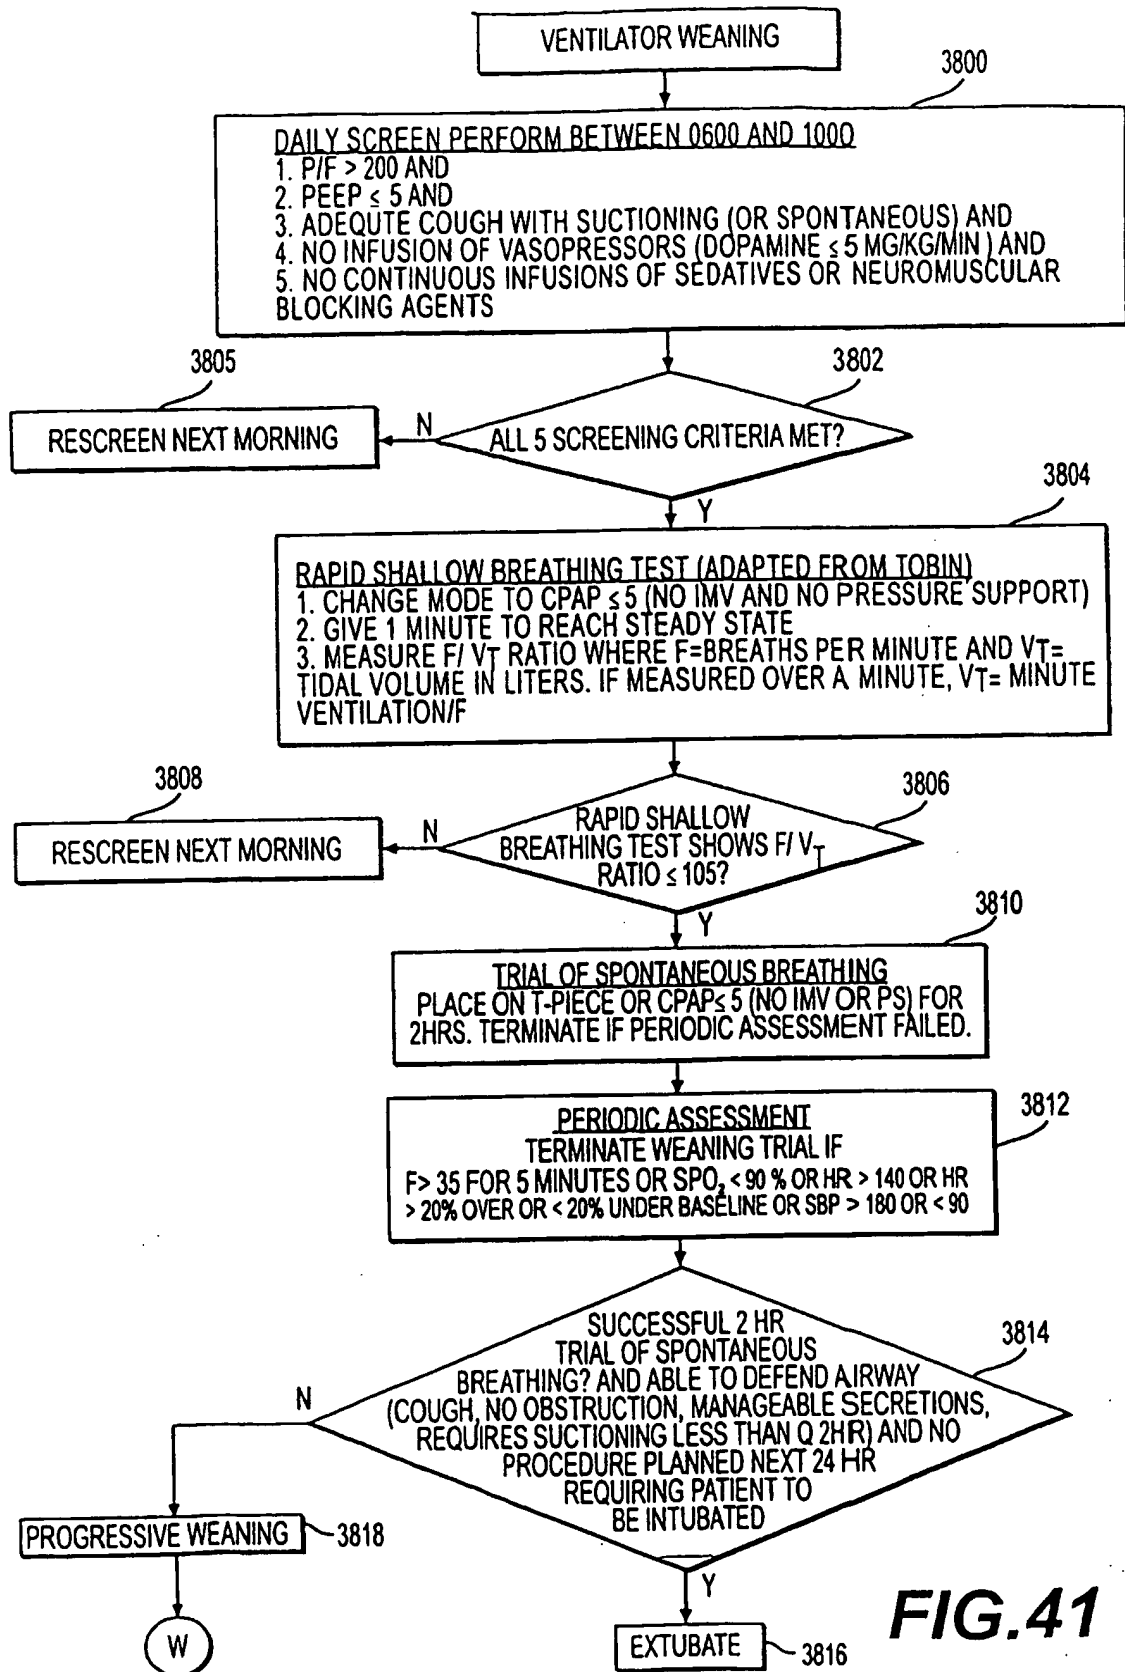 VENTILATOR WEANING
3800
DAILY SCREEN PERFORM BETWEEN 0600 AND 1000
1. P/F > 200 AND
2. PEEP ≤ 5 AND
3. ADEQUTE COUGH WITH SUCTIONING (OR SPONTANEOUS) AND
4. NO INFUSION OF VASOPRESSORS (DOPAMINE ≤ 5 MG/KG/MIN ) AND
5. NO CONTINUOUS INFUSIONS OF SEDATIVES OR NEUROMUSCULAR
BLOCKING AGENTS
3802
ALL 5 SCREENING CRITERIA MET?
N
3805
RESCREEN NEXT MORNING
Y
3804
RAPID SHALLOW BREATHING TEST (ADAPTED FROM TOBIN)
1. CHANGE MODE TO CPAP ≤ 5 (NO IMV AND NO PRESSURE SUPPORT)
2. GIVE 1 MINUTE TO REACH STEADY STATE
3. MEASURE F/ VT RATIO WHERE F=BREATHS PER MINUTE AND VT=
TIDAL VOLUME IN LITERS. IF MEASURED OVER A MINUTE, VT= MINUTE
VENTILATION/F
3806
RAPID SHALLOW
BREATHING TEST SHOWS F/ VT
RATIO ≤ 105?
N
3808
RESCREEN NEXT MORNING
Y
3810
TRIAL OF SPONTANEOUS BREATHING
PLACE ON T-PIECE OR CPAP≤ 5 (NO IMV OR PS) FOR
2HRS. TERMINATE IF PERIODIC ASSESSMENT FAILED.
3812
PERIODIC ASSESSMENT
TERMINATE WEANING TRIAL IF
F> 35 FOR 5 MINUTES OR SPO2 < 90 % OR HR > 140 OR HR
> 20% OVER OR < 20% UNDER BASELINE OR SBP > 180 OR < 90
3814
SUCCESSFUL 2 HR
TRIAL OF SPONTANEOUS
BREATHING? AND ABLE TO DEFEND AIRWAY
(COUGH, NO OBSTRUCTION, MANAGEABLE SECRETIONS,
REQUIRES SUCTIONING LESS THAN Q 2HR) AND NO
PROCEDURE PLANNED NEXT 24 HR
REQUIRING PATIENT TO
BE INTUBATED
N
PROGRESSIVE WEANING
3818
W
Y
EXTUBATE
3816
FIG.41